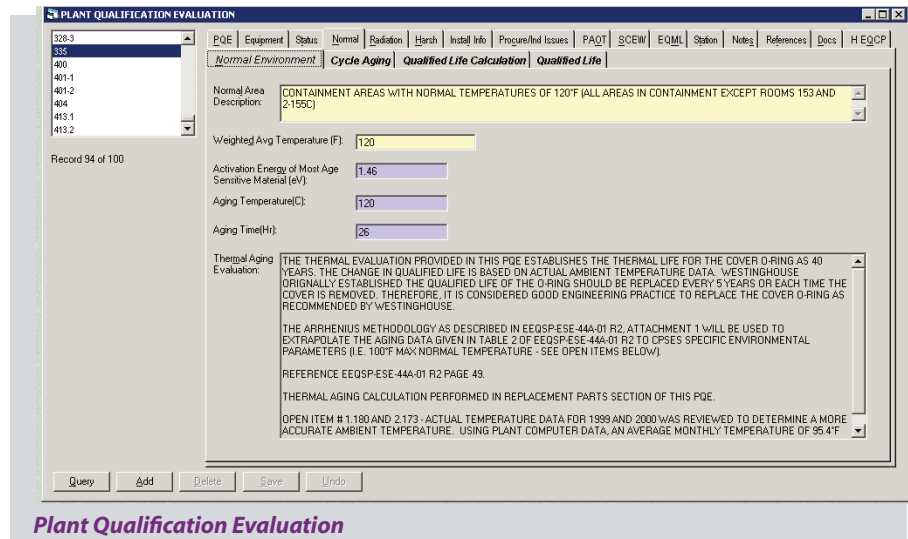 PLANT QUALIFICATION EVALUATION
328-3
335
400
401-1
401-2
404
413.1
413.2
Record 94 of 100
PQE Equipment Status Normal Radiation Harsh Install Info Procure/Ind Issues PAOT SCEW EQML Station Notes References Docs H EQCP
Normal Environment Cycle Aging Qualified Life Calculation Qualified Life
Normal Area Description:
CONTAINMENT AREAS WITH NORMAL TEMPERATURES OF 120°F (ALL AREAS IN CONTAINMENT EXCEPT ROOMS 153 AND
2-155C)
Weighted Avg Temperature (F): 120
Activation Energy of Most Age
Sensitive Material (eV): 1.46
Aging Temperature(C): 120
Aging Time(Hr): 26
Thermal Aging
Evaluation:
THE THERMAL EVALUATION PROVIDED IN THIS PQE ESTABLISHES THE THERMAL LIFE FOR THE COVER O-RING AS 40
YEARS. THE CHANGE IN QUALIFIED LIFE IS BASED ON ACTUAL AMBIENT TEMPERATURE DATA. WESTINGHOUSE
ORIGNALLY ESTABLISHED THE QUALIFIED LIFE OF THE O-RING SHOULD BE REPLACED EVERY 5 YEARS OR EACH TIME THE
COVER IS REMOVED. THEREFORE, IT IS CONSIDERED GOOD ENGINEERING PRACTICE TO REPLACE THE COVER O-RING AS
RECOMMENDED BY WESTINGHOUSE.
THE ARRHENIUS METHODOLOGY AS DESCRIBED IN EEQSP-ESE-44A-01 R2, ATTACHMENT 1 WILL BE USED TO
EXTRAPOLATE THE AGING DATA GIVEN IN TABLE 2 OF EEQSP-ESE-44A-01 R2 TO CPSES SPECIFIC ENVIRONMENTAL
PARAMETERS (I.E. 100°F MAX NORMAL TEMPERATURE - SEE OPEN ITEMS BELOW).
REFERENCE EEQSP-ESE-44A-01 R2 PAGE 49.
THERMAL AGING CALCULATION PERFORMED IN REPLACEMENT PARTS SECTION OF THIS PQE.
OPEN ITEM # 1.180 AND 2.173 - ACTUAL TEMPERATURE DATA FOR 1999 AND 2000 WAS REVIEWED TO DETERMINE A MORE
ACCURATE AMBIENT TEMPERATURE. USING PLANT COMPUTER DATA, AN AVERAGE MONTHLY TEMPERATURE OF 95.4°F
Query Add Delete Save Undo
Plant Qualification Evaluation